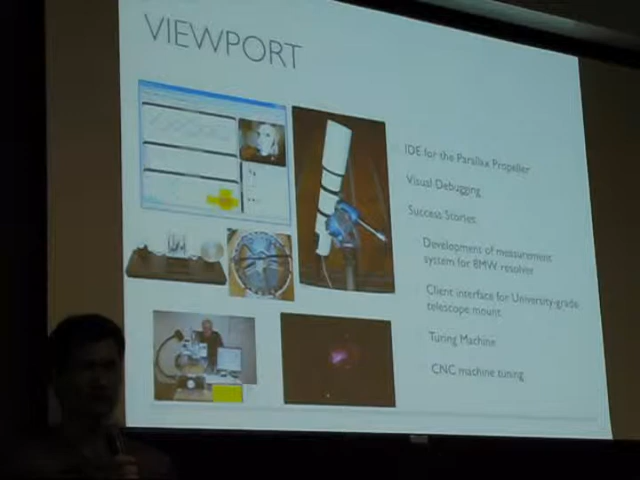 VIEWPORT
IDE for the Parallax Propeller
Visual Debugging
Success Stories
Development of measurement
system for 8MW resolver
Client interface for University-grade
telescope mount
Turing Machine
CNC machine tuning